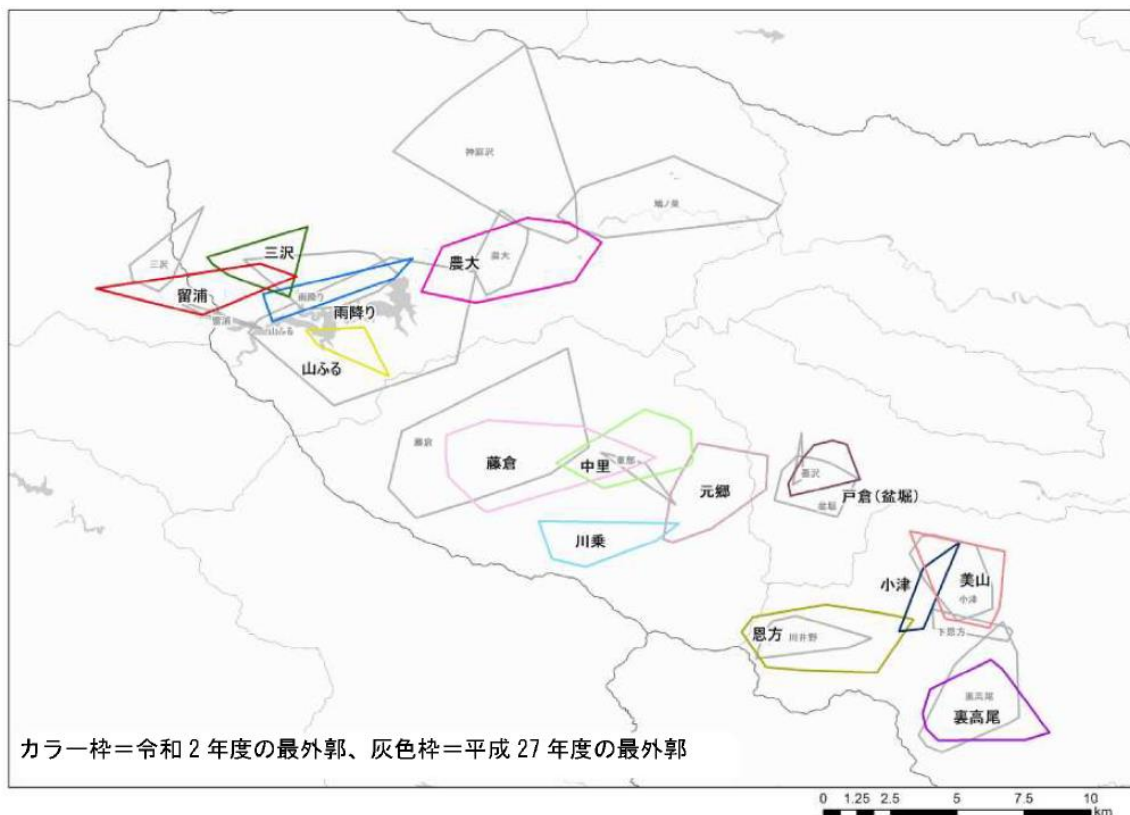 神庭沢
鳩ノ巣
三沢
三沢
農大
農大
留浦
雨降り
雨降り
留浦
山ふる
山ふる
藤倉
藤倉
中里
東部
元郷
盆沢
戸倉(盆堀)
盆堀
川乗
小津
美山
小津
恩方
川井野
下恩方
裏高尾
裏高尾
カラー枠=令和2年度の最外郭、灰色枠=平成27年度の最外郭
0 1.25 2.5 5 7.5 10
km